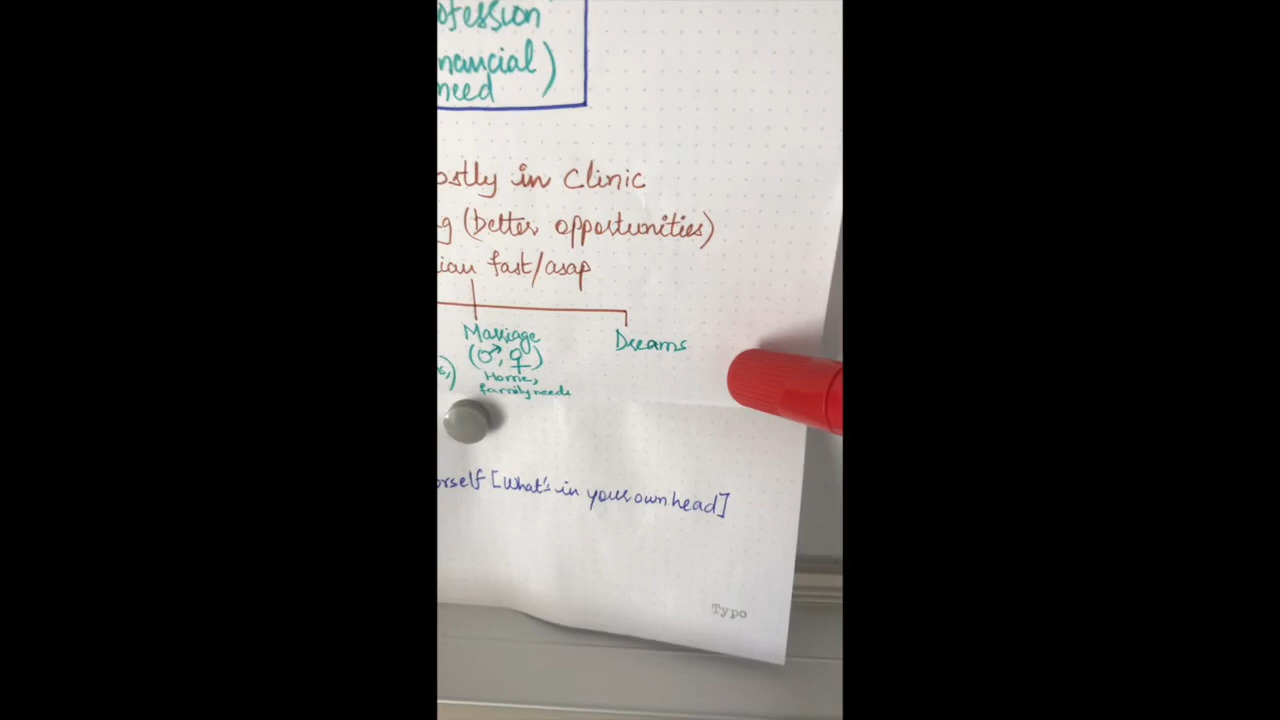 ofession
nancial)
need
ostly in Clinic
g (better opportunities)
ian fast/asap
Marriage
(♂, ♀)
Home,
family needs
Dreams
s,)
orself [What's in your own head]
Typo